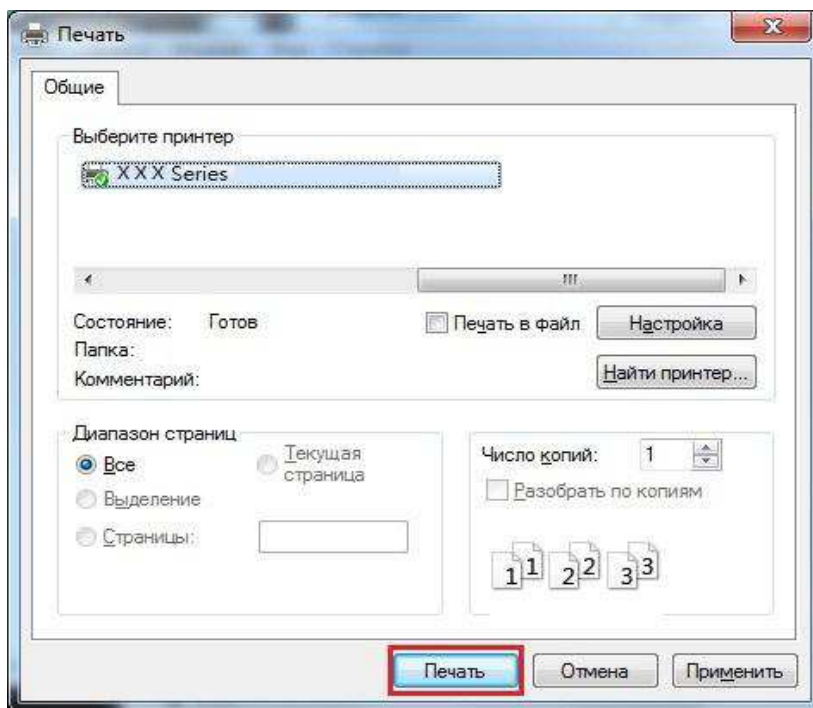 Печать
Общие
Выберите принтер
XXX Series
Состояние: Готов
Печать в файл
Настройка
Папка:
Комментарий:
Найти принтер...
Диапазон страниц
Все
Текущая
страница
Выделение
Страницы:
Число копий: 1
Разобрать по копиям
1 1 2 2 3 3
Печать
Отмена
Применить